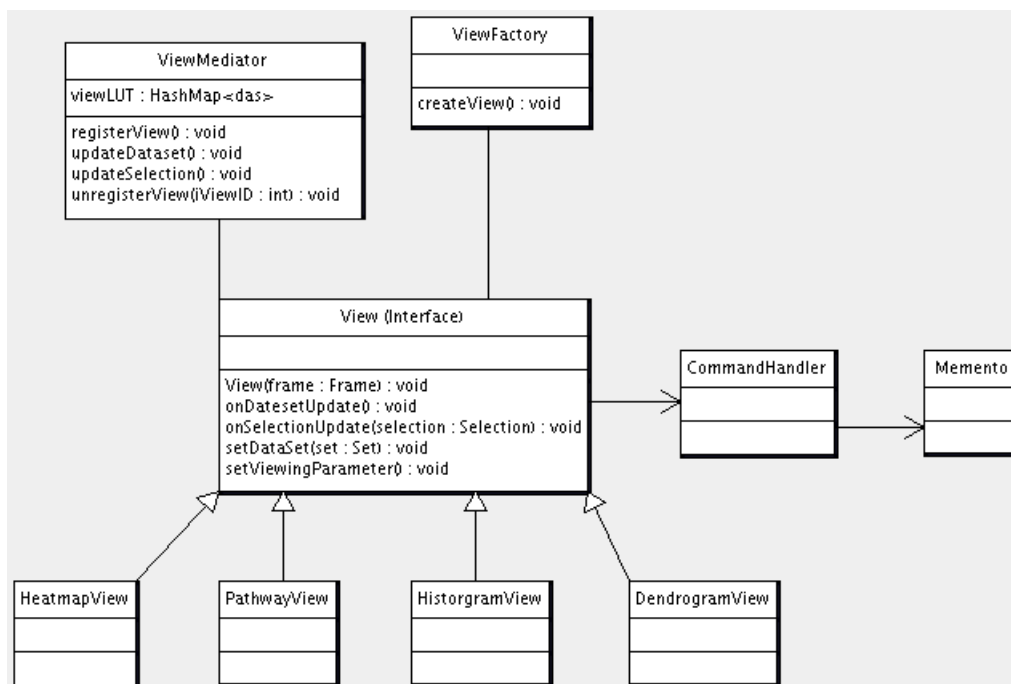 ViewMediator
viewLUT : HashMap<das>
registerView() : void
updateDataset() : void
updateSelection() : void
unregisterView(iViewID : int) : void
ViewFactory
createView() : void
View (Interface)
View(frame : Frame) : void
onDatesetUpdate() : void
onSelectionUpdate(selection : Selection) : void
setDataSet(set : Set) : void
setViewingParameter() : void
CommandHandler
Memento
HeatmapView
PathwayView
HistorgramView
DendrogramView